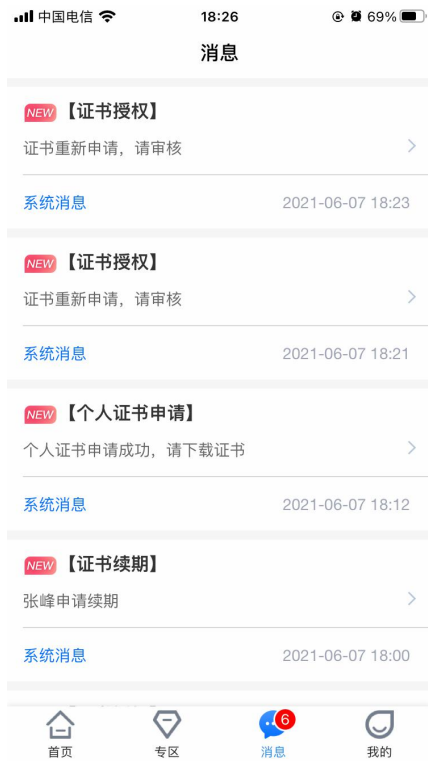 中国电信 18:26 69%
消息
NEW 【证书授权】
证书重新申请，请审核
系统消息 2021-06-07 18:23
NEW 【证书授权】
证书重新申请，请审核
系统消息 2021-06-07 18:21
NEW 【个人证书申请】
个人证书申请成功，请下载证书
系统消息 2021-06-07 18:12
NEW 【证书续期】
张峰申请续期
系统消息 2021-06-07 18:00
6
首页 专区 消息 我的